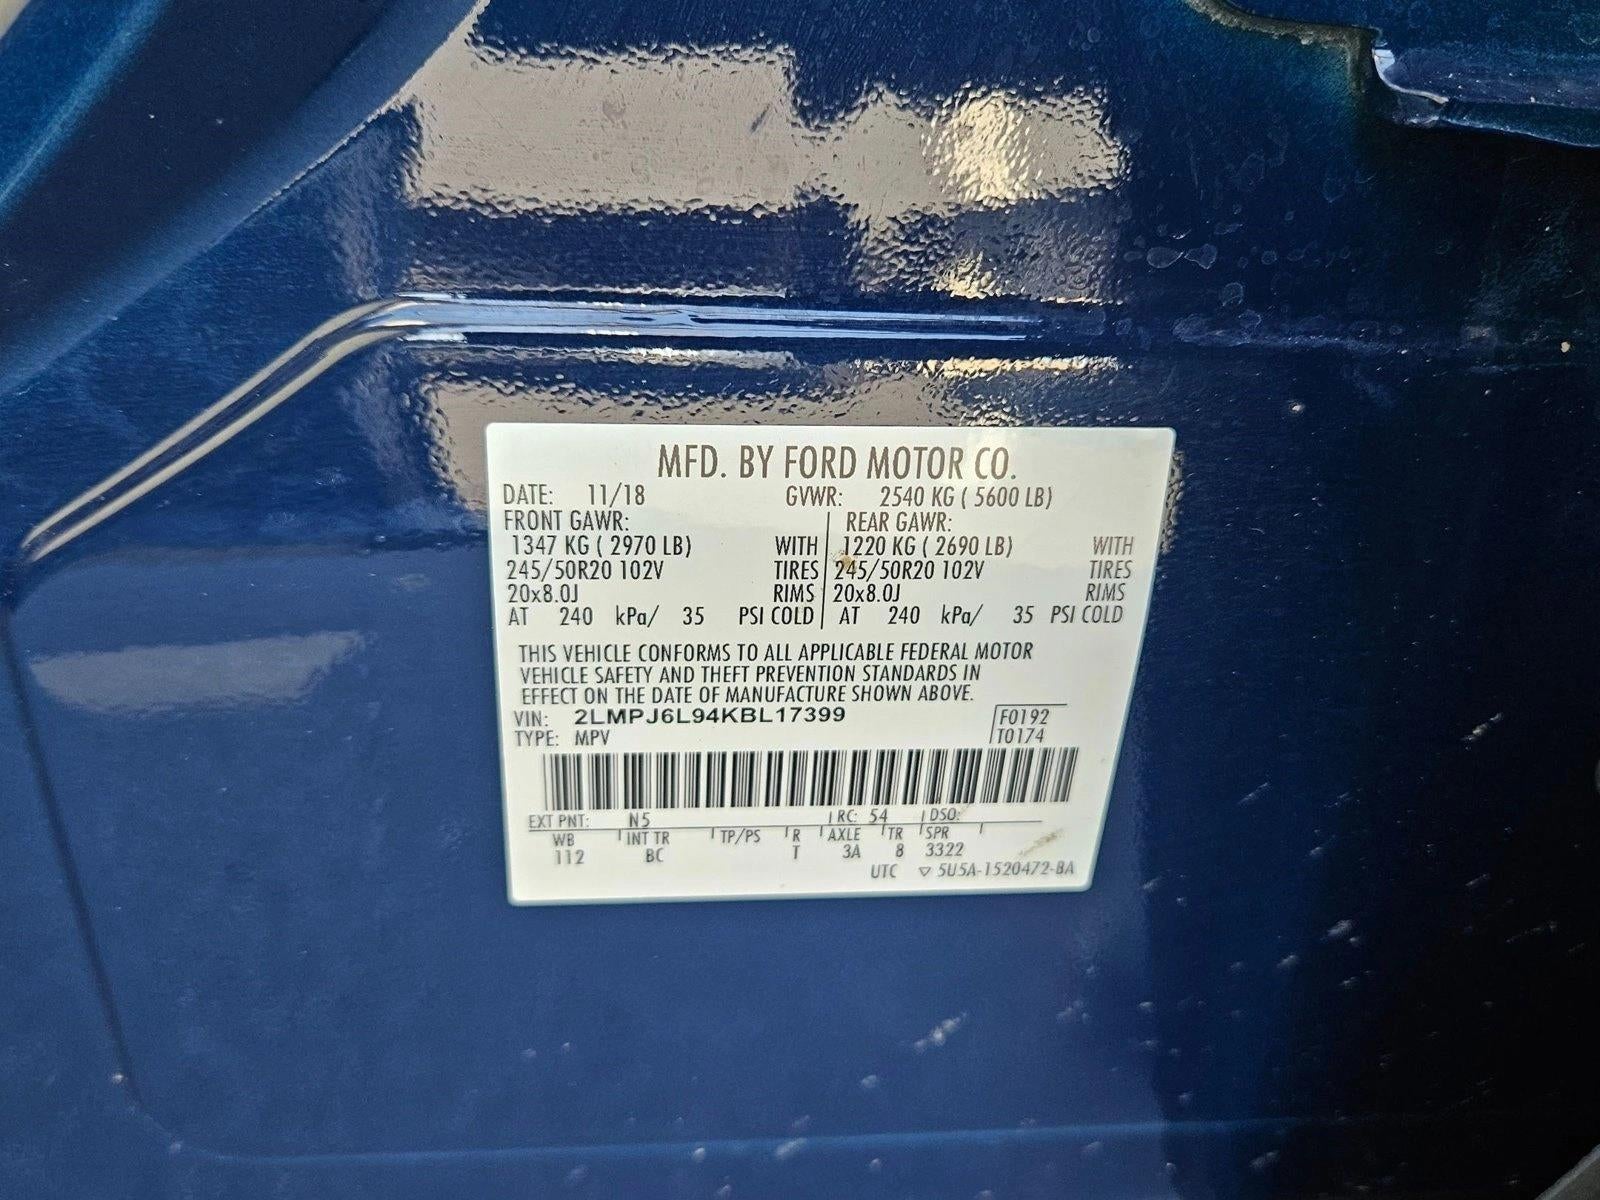 MFD. BY FORD MOTOR CO.
DATE: 11/18 GVWR: 2540 KG ( 5600 LB)
FRONT GAWR: REAR GAWR:
1347 KG ( 2970 LB) WITH 1220 KG ( 2690 LB) WITH
245/50R20 102V TIRES 245/50R20 102V TIRES
20x8.0J RIMS 20x8.0J RIMS
AT 240 kPa/ 35 PSI COLD AT 240 kPa/ 35 PSI COLD
THIS VEHICLE CONFORMS TO ALL APPLICABLE FEDERAL MOTOR
VEHICLE SAFETY AND THEFT PREVENTION STANDARDS IN
EFFECT ON THE DATE OF MANUFACTURE SHOWN ABOVE.
VIN: 2LMPJ6L94KBL17399 F0192
TYPE: MPV T0174
EXT PNT: N5 RC: 54 DSO:
WB INT TR TP/PS R AXLE TR SPR
112 BC T 3A 8 3322
UTC ▽ 5U5A-1520472-BA